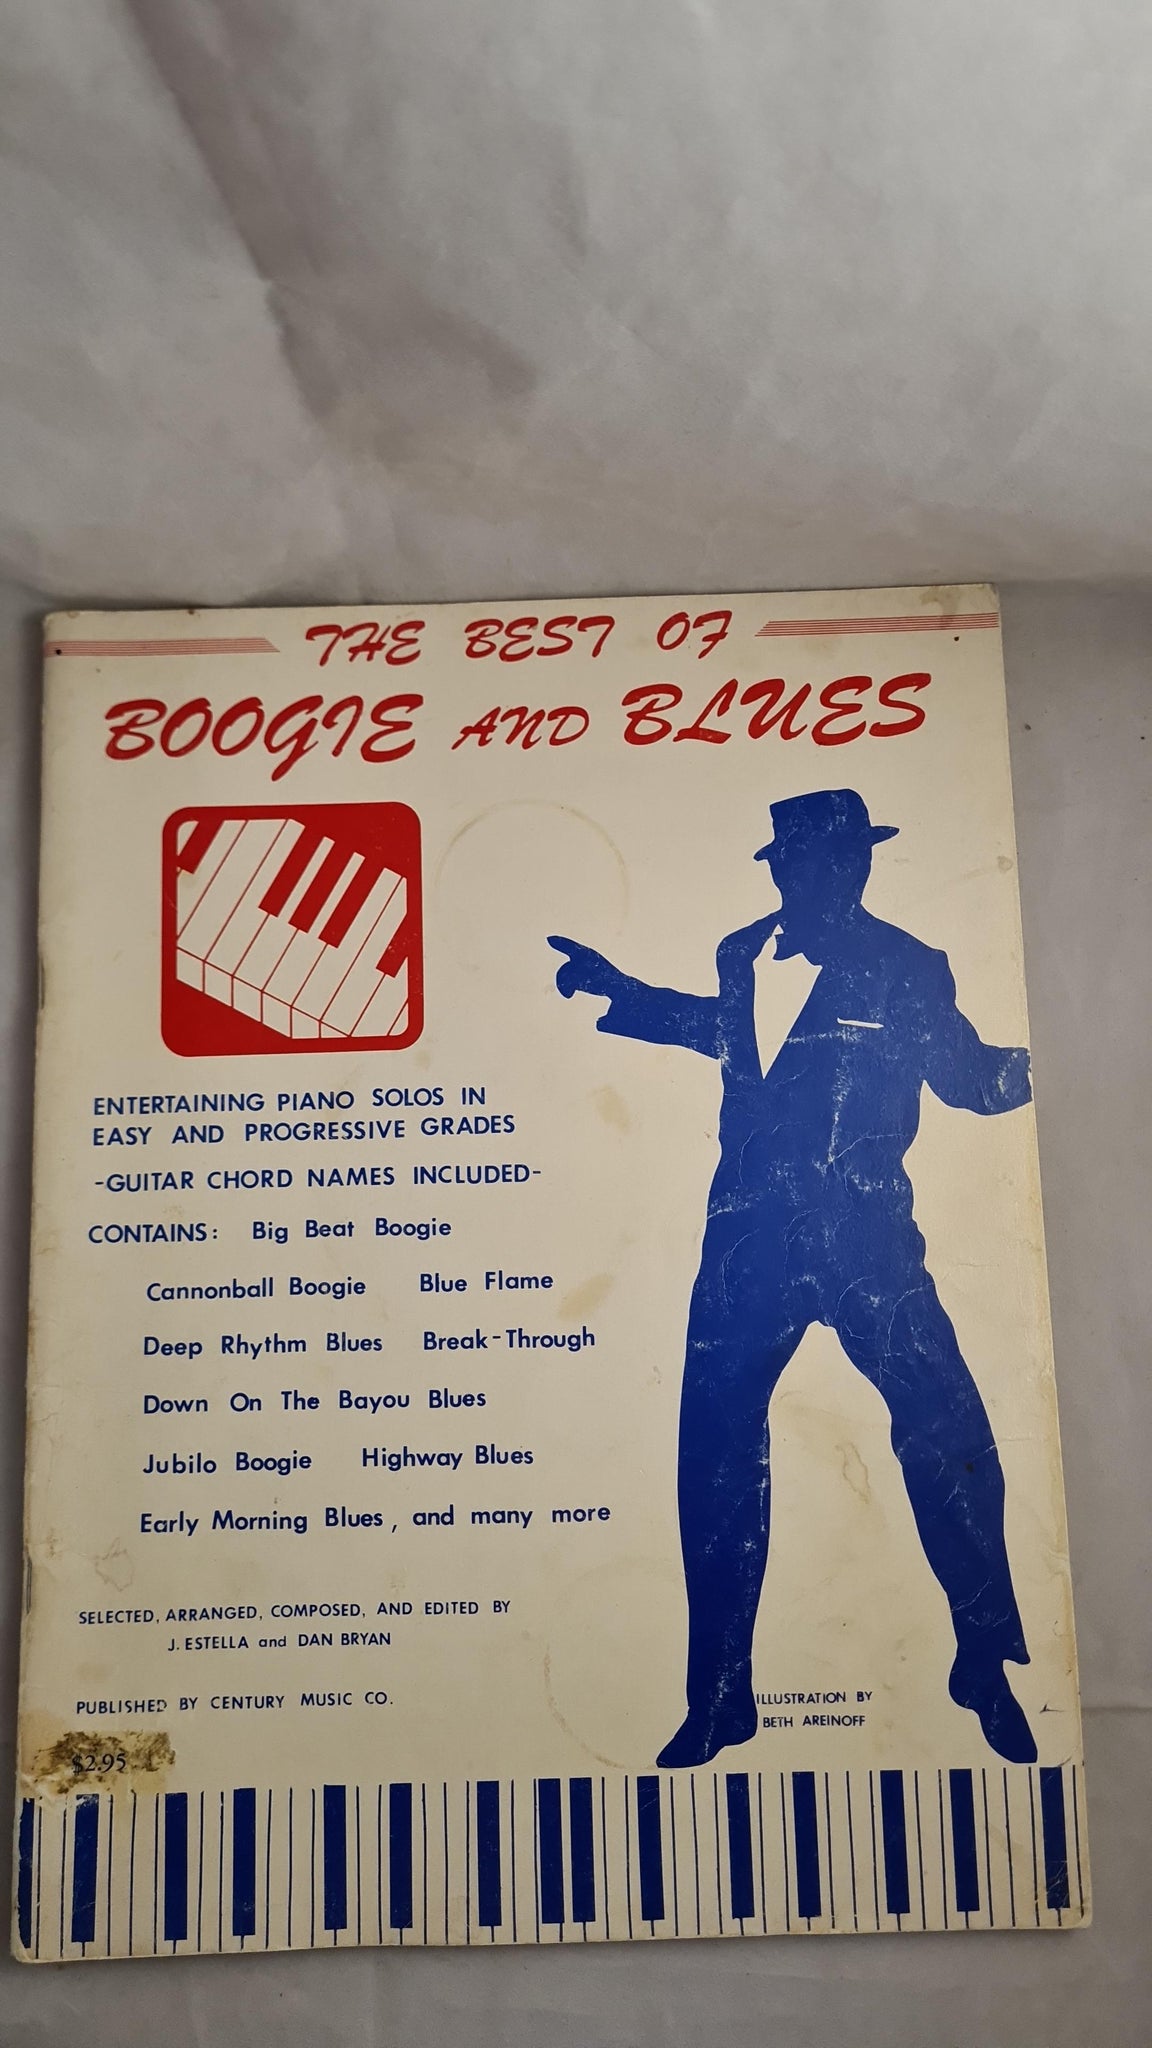 THE BEST OF
BOOGIE AND BLUES
ENTERTAINING PIANO SOLOS IN
EASY AND PROGRESSIVE GRADES
-GUITAR CHORD NAMES INCLUDED-
CONTAINS: Big Beat Boogie
Cannonball Boogie Blue Flame
Deep Rhythm Blues Break-Through
Down On The Bayou Blues
Jubilo Boogie Highway Blues
Early Morning Blues, and many more
SELECTED, ARRANGED, COMPOSED, AND EDITED BY
J. ESTELLA and DAN BRYAN
PUBLISHED BY CENTURY MUSIC CO.
ILLUSTRATION BY
BETH AREINOFF
$2.95